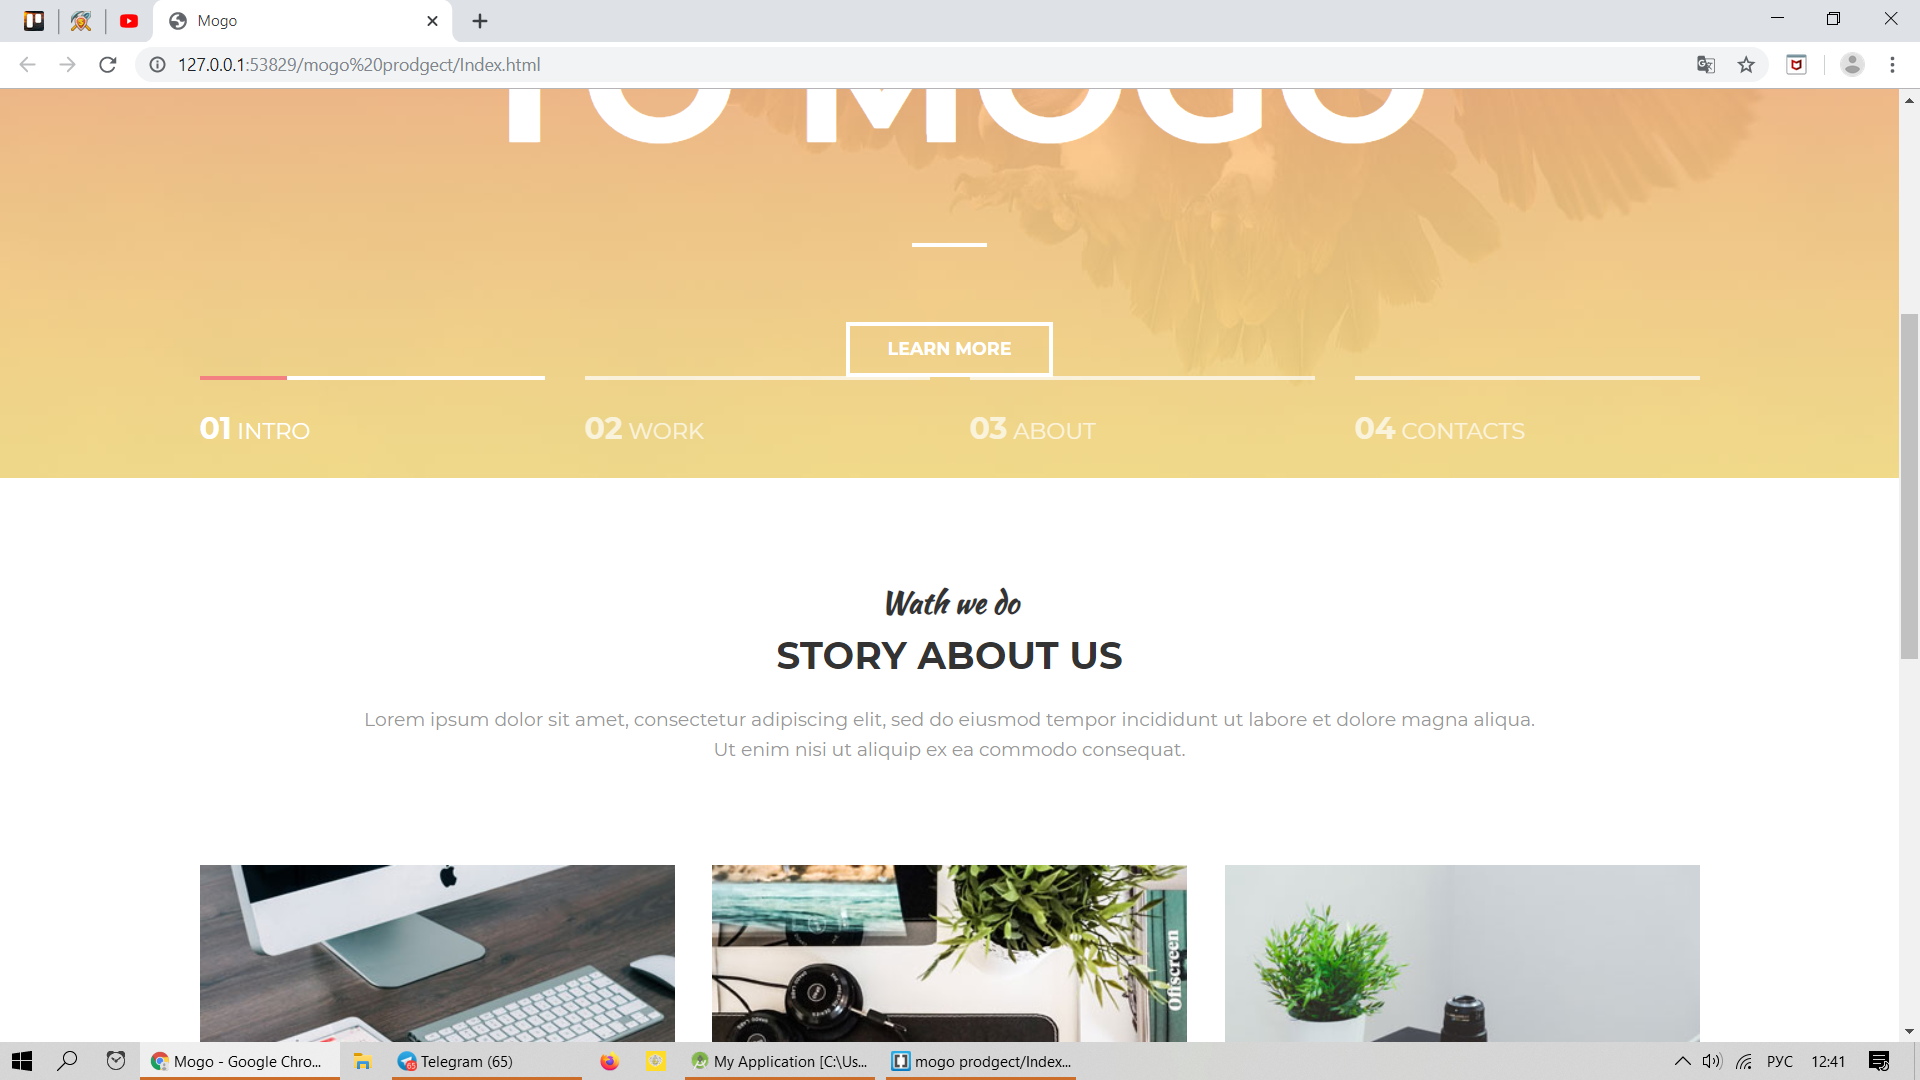 Mogo
127.0.0.1:53829/mogo%20prodgect/Index.html
TO MOGO
LEARN MORE
01 INTRO
02 WORK
03 ABOUT
04 CONTACTS
Wath we do
STORY ABOUT US
Lorem ipsum dolor sit amet, consectetur adipiscing elit, sed do eiusmod tempor incididunt ut labore et dolore magna aliqua.
Ut enim nisi ut aliquip ex ea commodo consequat.
Offscreen
Mogo - Google Chro...
Telegram (65)
My Application [C:\Us...
mogo prodgect/Index...
РУС
12:41